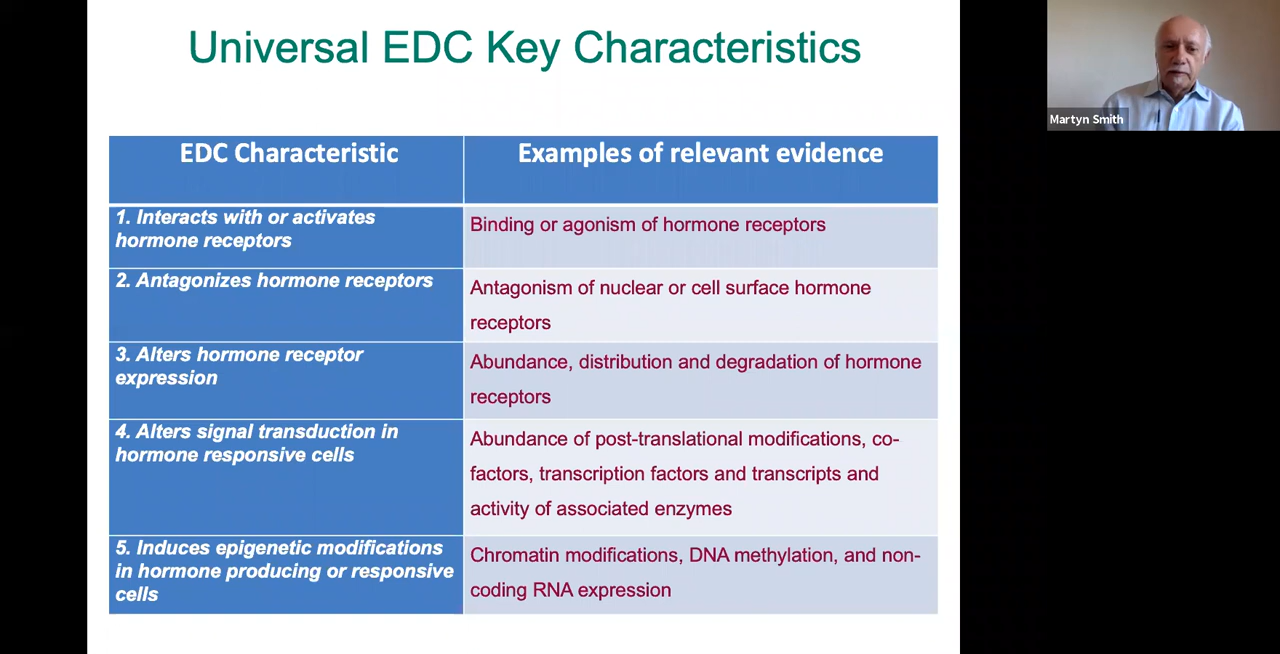 Universal EDC Key Characteristics
Martyn Smith
EDC Characteristic
Examples of relevant evidence
1. Interacts with or activates
hormone receptors
Binding or agonism of hormone receptors
2. Antagonizes hormone receptors
Antagonism of nuclear or cell surface hormone
receptors
3. Alters hormone receptor
expression
Abundance, distribution and degradation of hormone
receptors
4. Alters signal transduction in
hormone responsive cells
Abundance of post-translational modifications, co-
factors, transcription factors and transcripts and
activity of associated enzymes
5. Induces epigenetic modifications
in hormone producing or responsive
cells
Chromatin modifications, DNA methylation, and non-
coding RNA expression